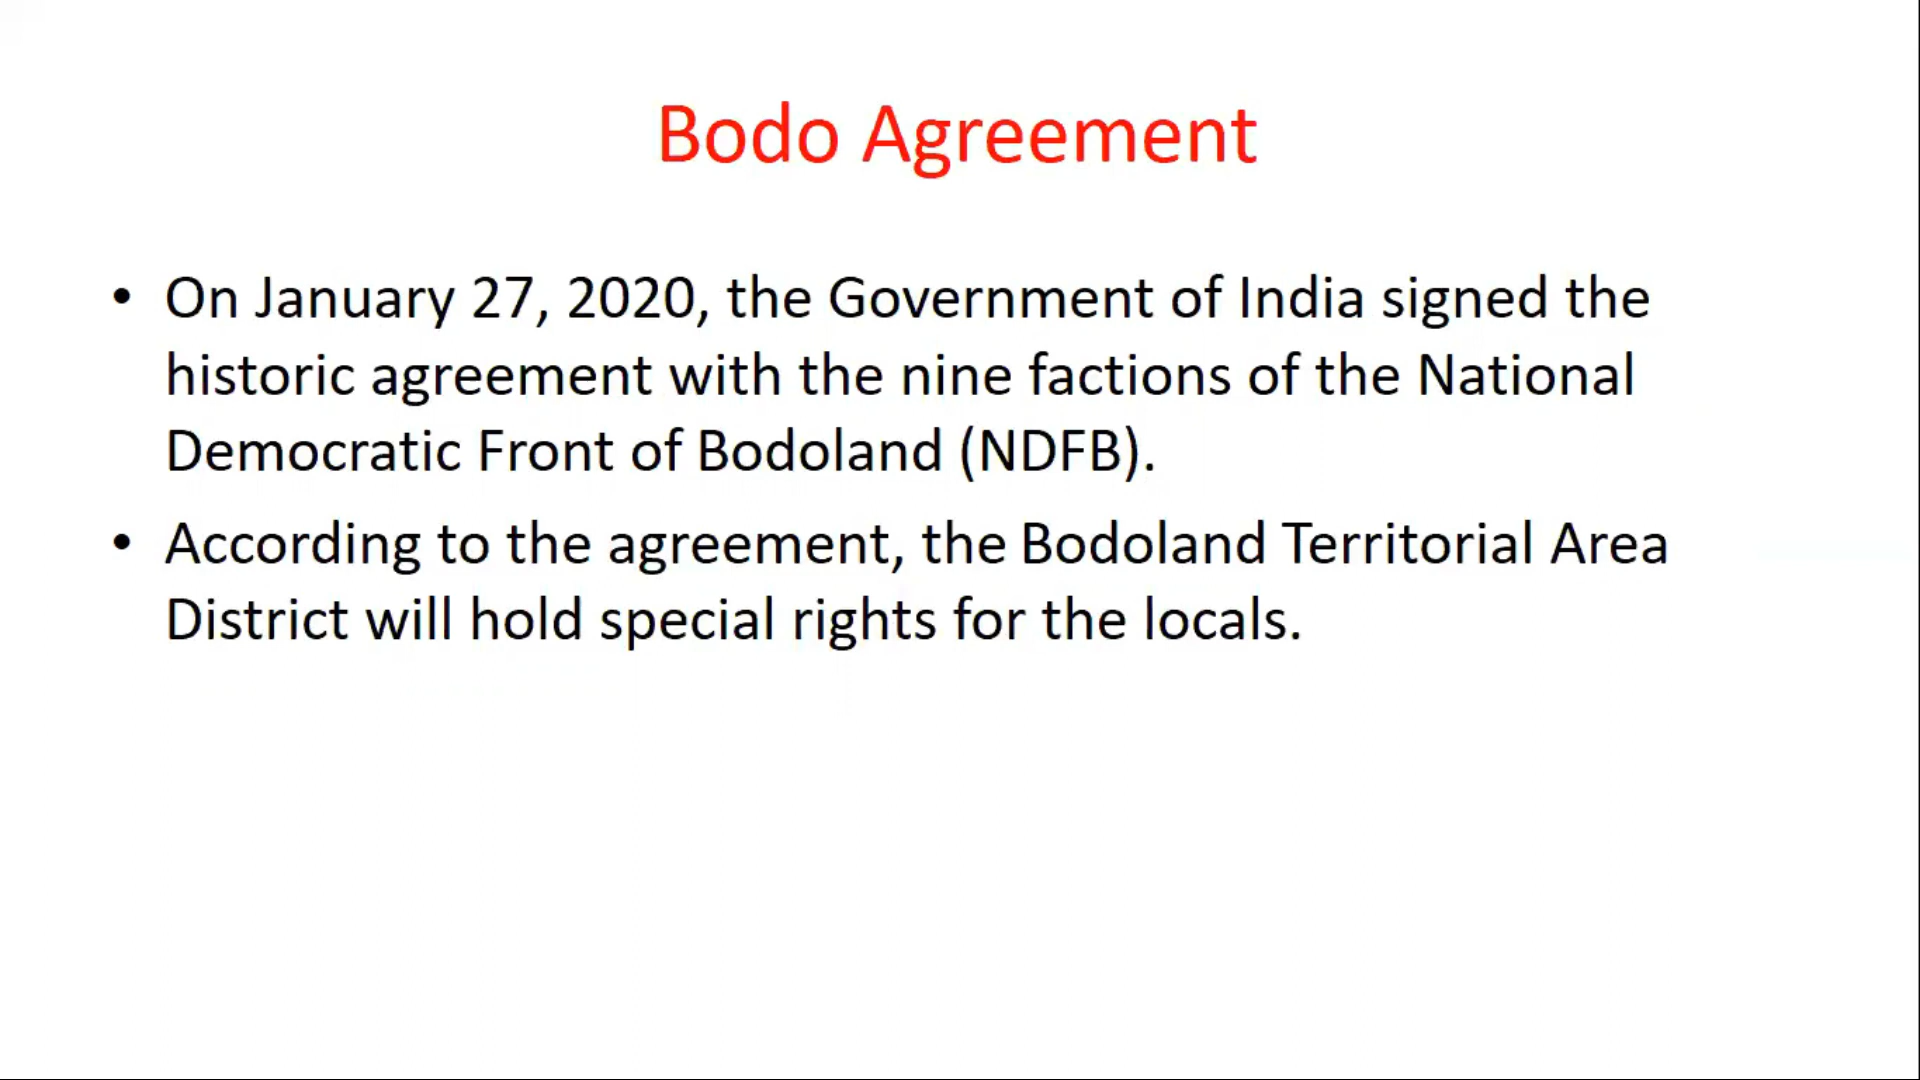 Bodo Agreement
• On January 27, 2020, the Government of India signed the
historic agreement with the nine factions of the National
Democratic Front of Bodoland (NDFB).
• According to the agreement, the Bodoland Territorial Area
District will hold special rights for the locals.